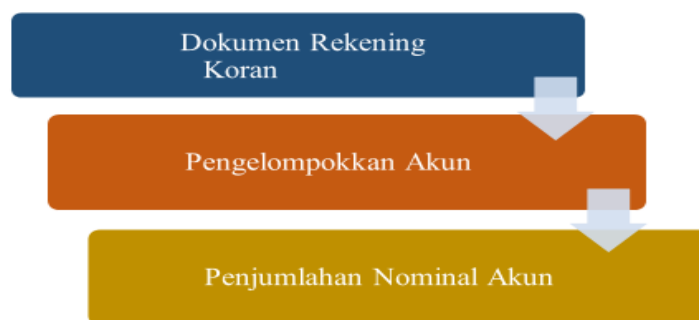 Dokumen Rekening
Koran
Pengelompokkan Akun
Penjumlahan Nominal Akun